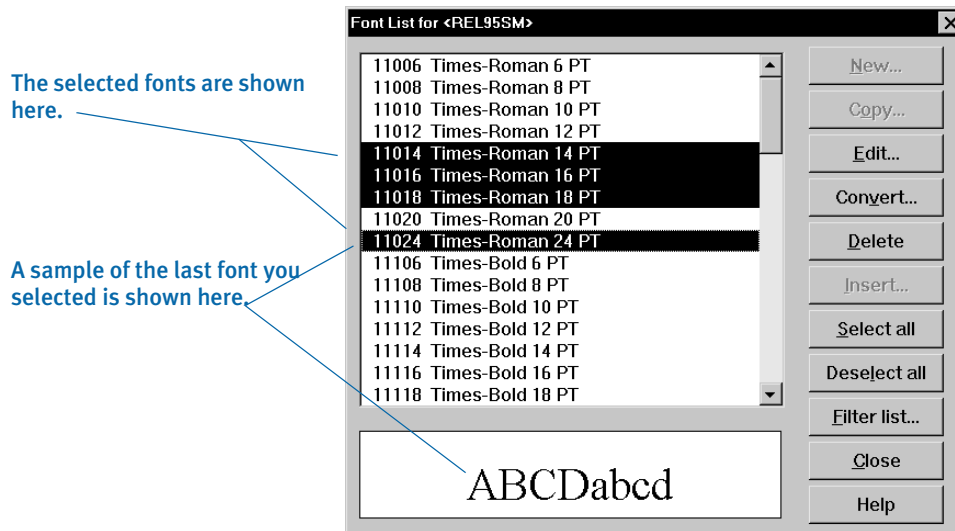 Font List for <REL95SM>
The selected fonts are shown
here.
A sample of the last font you
selected is shown here.
11006 Times-Roman 6 PT
11008 Times-Roman 8 PT
11010 Times-Roman 10 PT
11012 Times-Roman 12 PT
11014 Times-Roman 14 PT
11016 Times-Roman 16 PT
11018 Times-Roman 18 PT
11020 Times-Roman 20 PT
11024 Times-Roman 24 PT
11106 Times-Bold 6 PT
11108 Times-Bold 8 PT
11110 Times-Bold 10 PT
11112 Times-Bold 12 PT
11114 Times-Bold 14 PT
11116 Times-Bold 16 PT
11118 Times-Bold 18 PT
ABCDabcd
New...
Copy...
Edit...
Convert...
Delete
Insert...
Select all
Deselect all
Filter list...
Close
Help